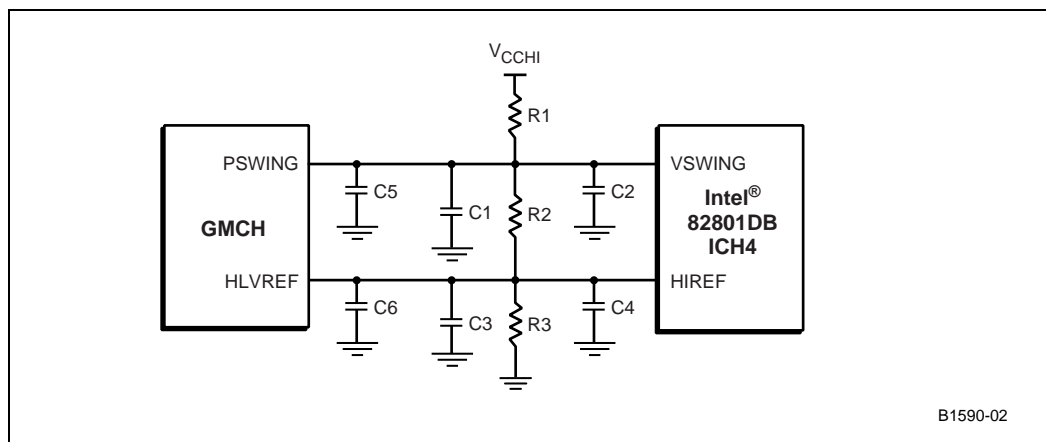 V_CCHI
R1
PSWING
VSWING
C5
C1
R2
C2
GMCH
Intel®
82801DB
ICH4
HLVREF
HIREF
C6
C3
R3
C4
B1590-02